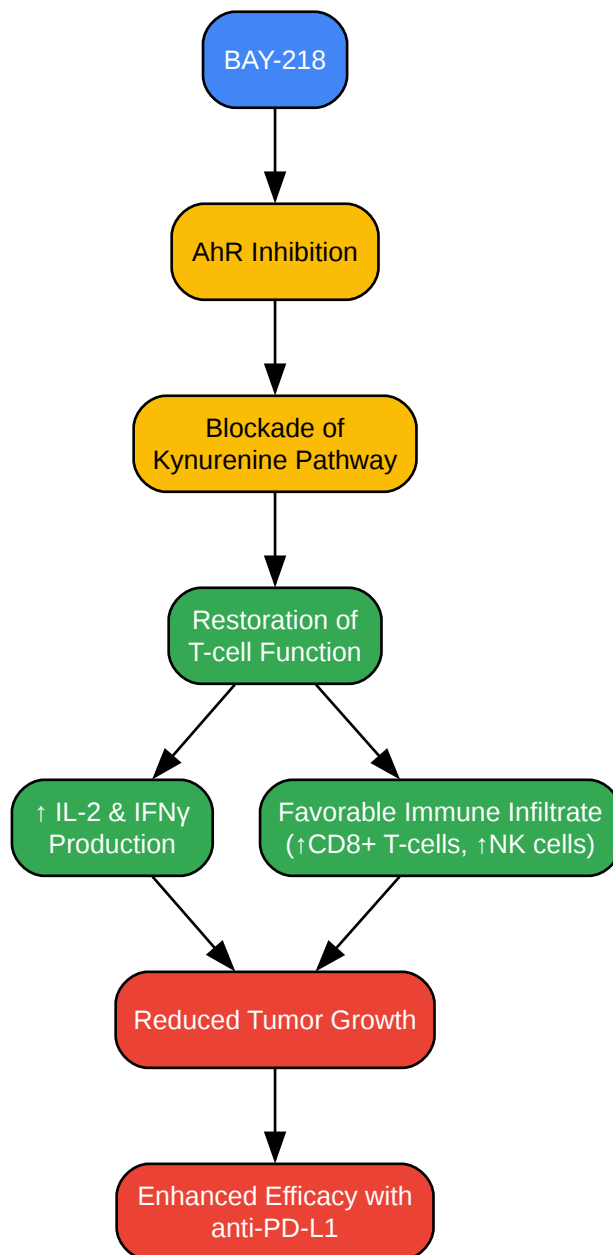 BAY-218
AhR Inhibition
Blockade of
Kynurenine Pathway
Restoration of
T-cell Function
↑ IL-2 & IFNγ
Production
Favorable Immune Infiltrate
(↑CD8+ T-cells, ↑NK cells)
Reduced Tumor Growth
Enhanced Efficacy with
anti-PD-L1